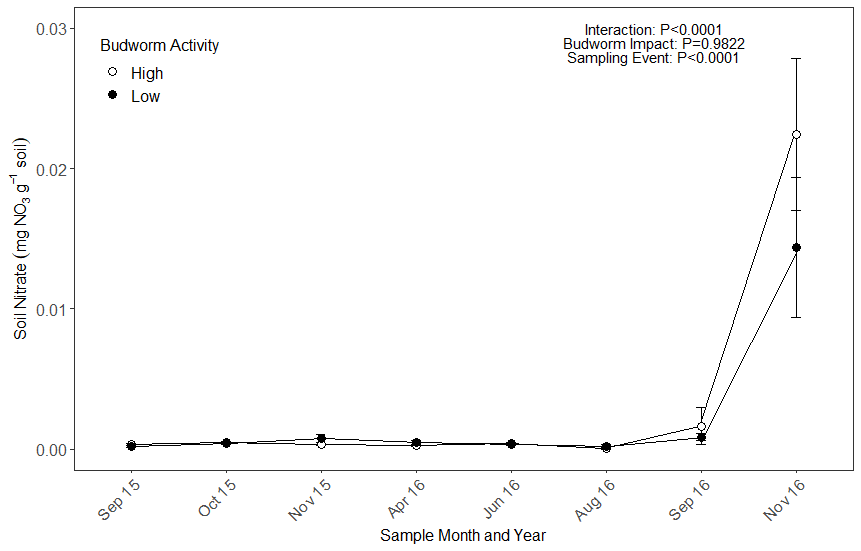 Interaction: P<0.0001
Budworm Impact: P=0.9822
Sampling Event: P<0.0001
Budworm Activity
High
Low
Soil Nitrate (mg NO₃ g⁻¹ soil)
0.03
0.02
0.01
0.00
Sep 15
Oct 15
Nov 15
Apr 16
Jun 16
Aug 16
Sep 16
Nov 16
Sample Month and Year